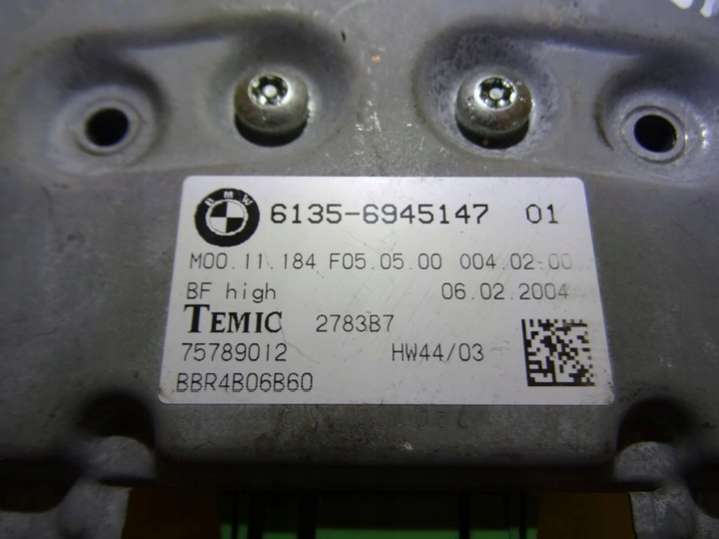 BMW 6135-6945147 01
M00.11.184 F05.05.00 004.02-00
BF high 06.02.2004
TEMIC 2783B7
75789012 HW44/03
BBR4B06B60